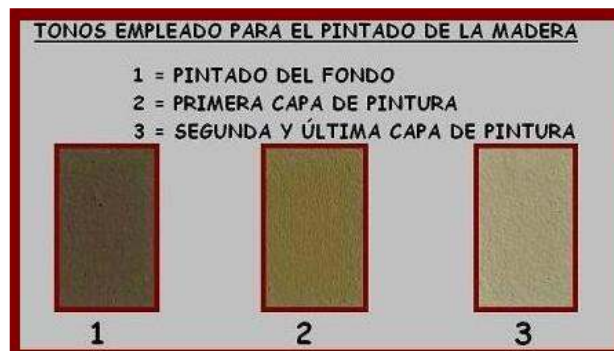 TONOS EMPLEADO PARA EL PINTADO DE LA MADERA
1 = PINTADO DEL FONDO
2 = PRIMERA CAPA DE PINTURA
3 = SEGUNDA Y ÚLTIMA CAPA DE PINTURA
1 2 3